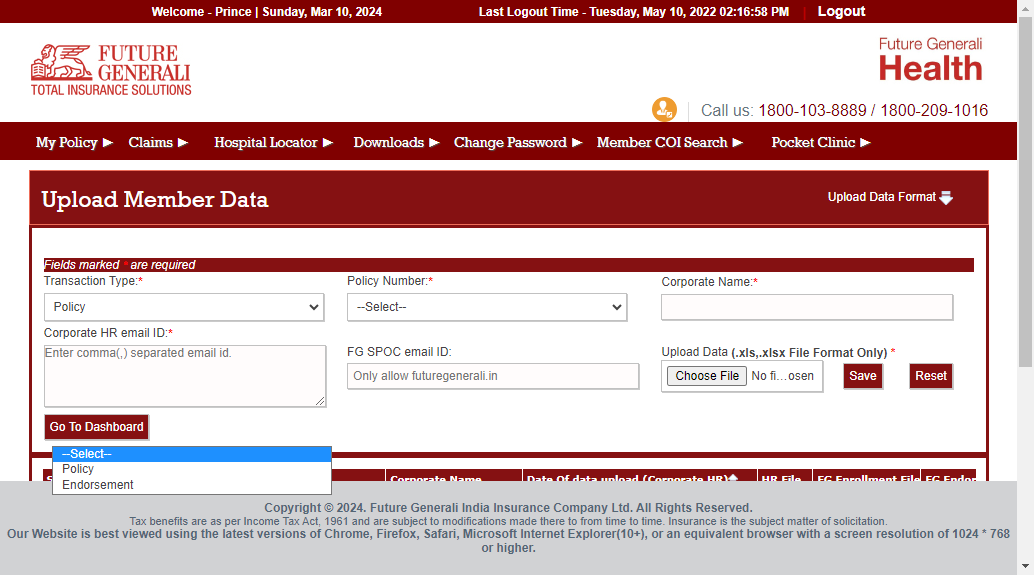 Welcome - Prince | Sunday, Mar 10, 2024 Last Logout Time - Tuesday, May 10, 2022 02:16:58 PM | Logout
FUTURE
GENERALI
TOTAL INSURANCE SOLUTIONS
Future Generali
Health
Call us: 1800-103-8889 / 1800-209-1016
My Policy Claims Hospital Locator Downloads Change Password Member COI Search Pocket Clinic
Upload Member Data Upload Data Format
Fields marked * are required
Transaction Type:* Policy Number:* Corporate Name:*
Policy --Select--
Corporate HR email ID:*
Enter comma(,) separated email id.
FG SPOC email ID: Upload Data (.xls,.xlsx File Format Only) *
Only allow futuregenerali.in Choose File No fi...osen Save Reset
Go To Dashboard
--Select--
Policy
Endorsement
Corporate Name Date Of data upload (Corporate HR) HR File FG Enrollment File FG Endor
Copyright © 2024. Future Generali India Insurance Company Ltd. All Rights Reserved.
Tax benefits are as per Income Tax Act, 1961 and are subject to modifications made there to from time to time. Insurance is the subject matter of solicitation.
Our Website is best viewed using the latest versions of Chrome, Firefox, Safari, Microsoft Internet Explorer(10+), or an equivalent browser with a screen resolution of 1024 * 768
or higher.